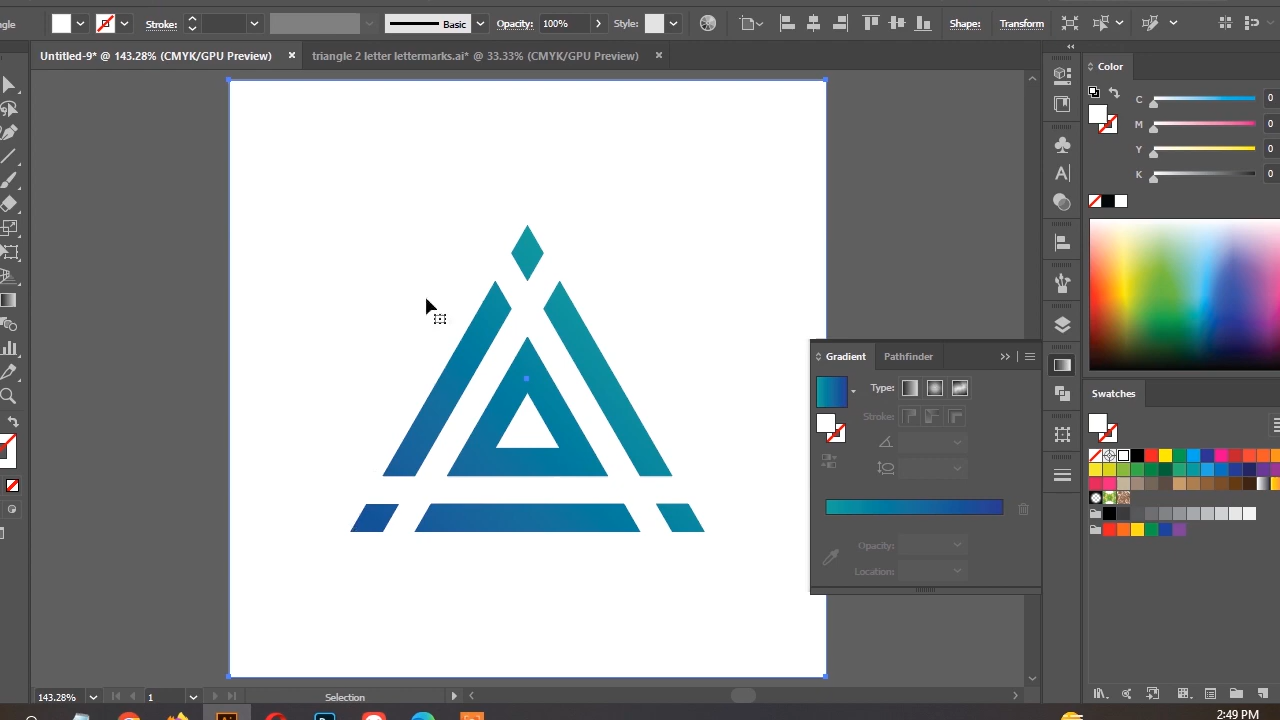 ngle
Stroke:
Basic
Opacity:
100%
Style:
Shape:
Transform
Untitled-9* @ 143.28% (CMYK/GPU Preview) ×
triangle 2 letter lettermarks.ai* @ 33.33% (CMYK/GPU Preview) ×
Color
C 0
M 0
Y 0
K 0
Gradient
Pathfinder
Type:
Stroke:
Opacity:
Location:
Swatches
143.28%
1
Selection
Ai
2:49 PM